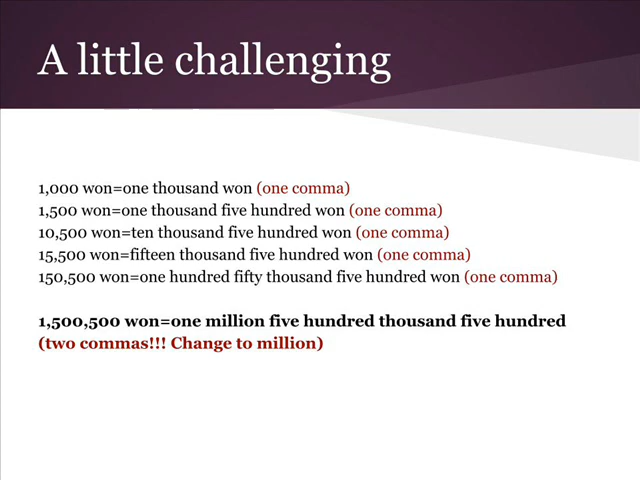 A little challenging
1,000 won=one thousand won (one comma)
1,500 won=one thousand five hundred won (one comma)
10,500 won=ten thousand five hundred won (one comma)
15,500 won=fifteen thousand five hundred won (one comma)
150,500 won=one hundred fifty thousand five hundred won (one comma)
1,500,500 won=one million five hundred thousand five hundred
(two commas!!! Change to million)